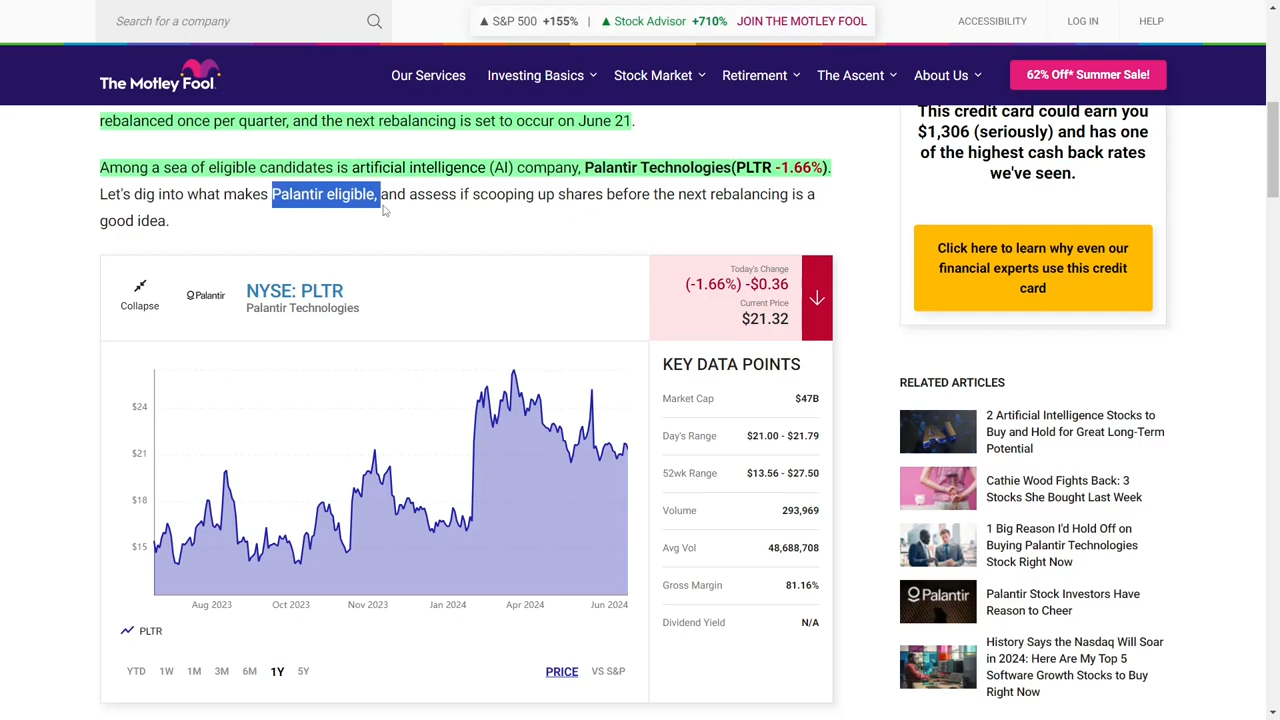 Search for a company
▲ S&P 500 +155% | ▲ Stock Advisor +710% JOIN THE MOTLEY FOOL
ACCESSIBILITY
LOG IN
HELP
The Motley Fool
Our Services
Investing Basics
Stock Market
Retirement
The Ascent
About Us
62% Off* Summer Sale!
rebalanced once per quarter, and the next rebalancing is set to occur on June 21.
Among a sea of eligible candidates is artificial intelligence (AI) company, Palantir Technologies(PLTR -1.66%).
Let's dig into what makes Palantir eligible, and assess if scooping up shares before the next rebalancing is a
good idea.
Collapse
Palantir
NYSE: PLTR
Palantir Technologies
Today's Change
(-1.66%) -$0.36
Current Price
$21.32
$24
$21
$18
$15
Aug 2023
Oct 2023
Nov 2023
Jan 2024
Apr 2024
Jun 2024
PLTR
YTD
1W
1M
3M
6M
1Y
5Y
PRICE
VS S&P
KEY DATA POINTS
Market Cap $47B
Day's Range $21.00 - $21.79
52wk Range $13.56 - $27.50
Volume 293,969
Avg Vol 48,688,708
Gross Margin 81.16%
Dividend Yield N/A
This credit card could earn you
$1,306 (seriously) and has one
of the highest cash back rates
we've seen.
Click here to learn why even our
financial experts use this credit
card
RELATED ARTICLES
2 Artificial Intelligence Stocks to
Buy and Hold for Great Long-Term
Potential
Cathie Wood Fights Back: 3
Stocks She Bought Last Week
1 Big Reason I'd Hold Off on
Buying Palantir Technologies
Stock Right Now
Palantir
Palantir Stock Investors Have
Reason to Cheer
History Says the Nasdaq Will Soar
in 2024: Here Are My Top 5
Software Growth Stocks to Buy
Right Now